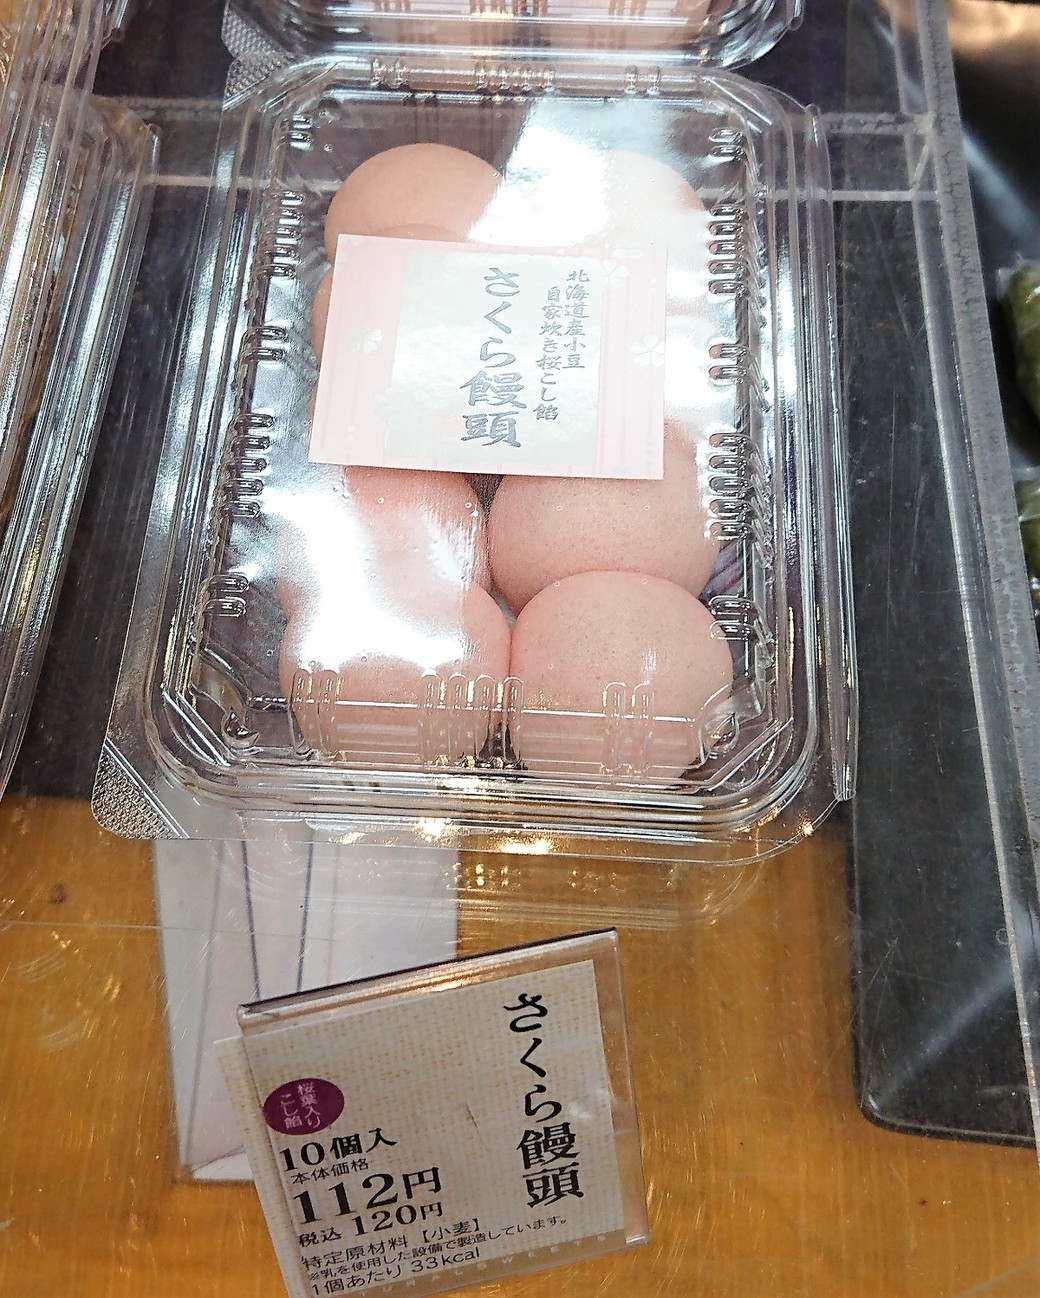 北海道産小豆
自家炊き桜こし餡
さくら饅頭
さくら饅頭
桜葉入り
こし餡
10個入
本体価格
112円
税込 120円
特定原材料【小麦】
※乳を使用した設備で製造しています。
1個あたり 33kcal